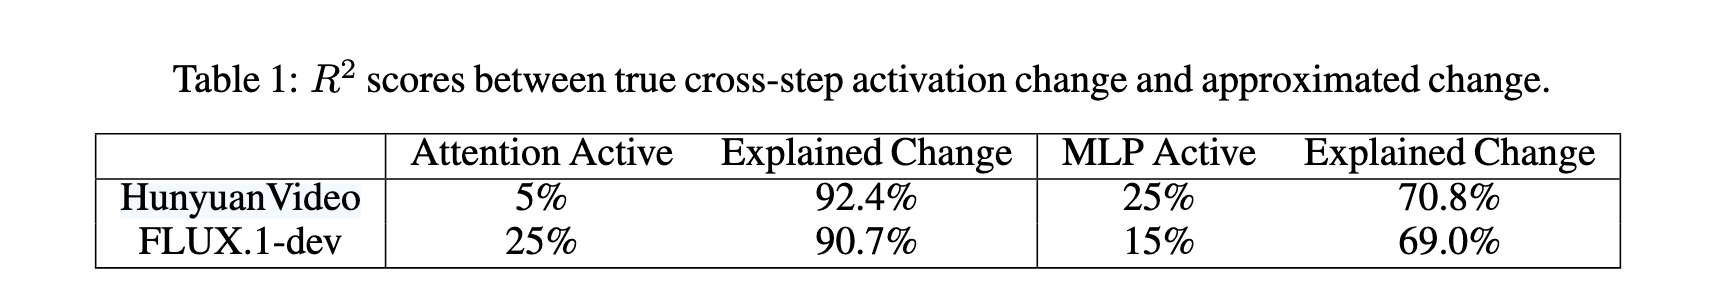 Table 1: R² scores between true cross-step activation change and approximated change.
Attention Active Explained Change MLP Active Explained Change
HunyuanVideo 5% 92.4% 25% 70.8%
FLUX.1-dev 25% 90.7% 15% 69.0%